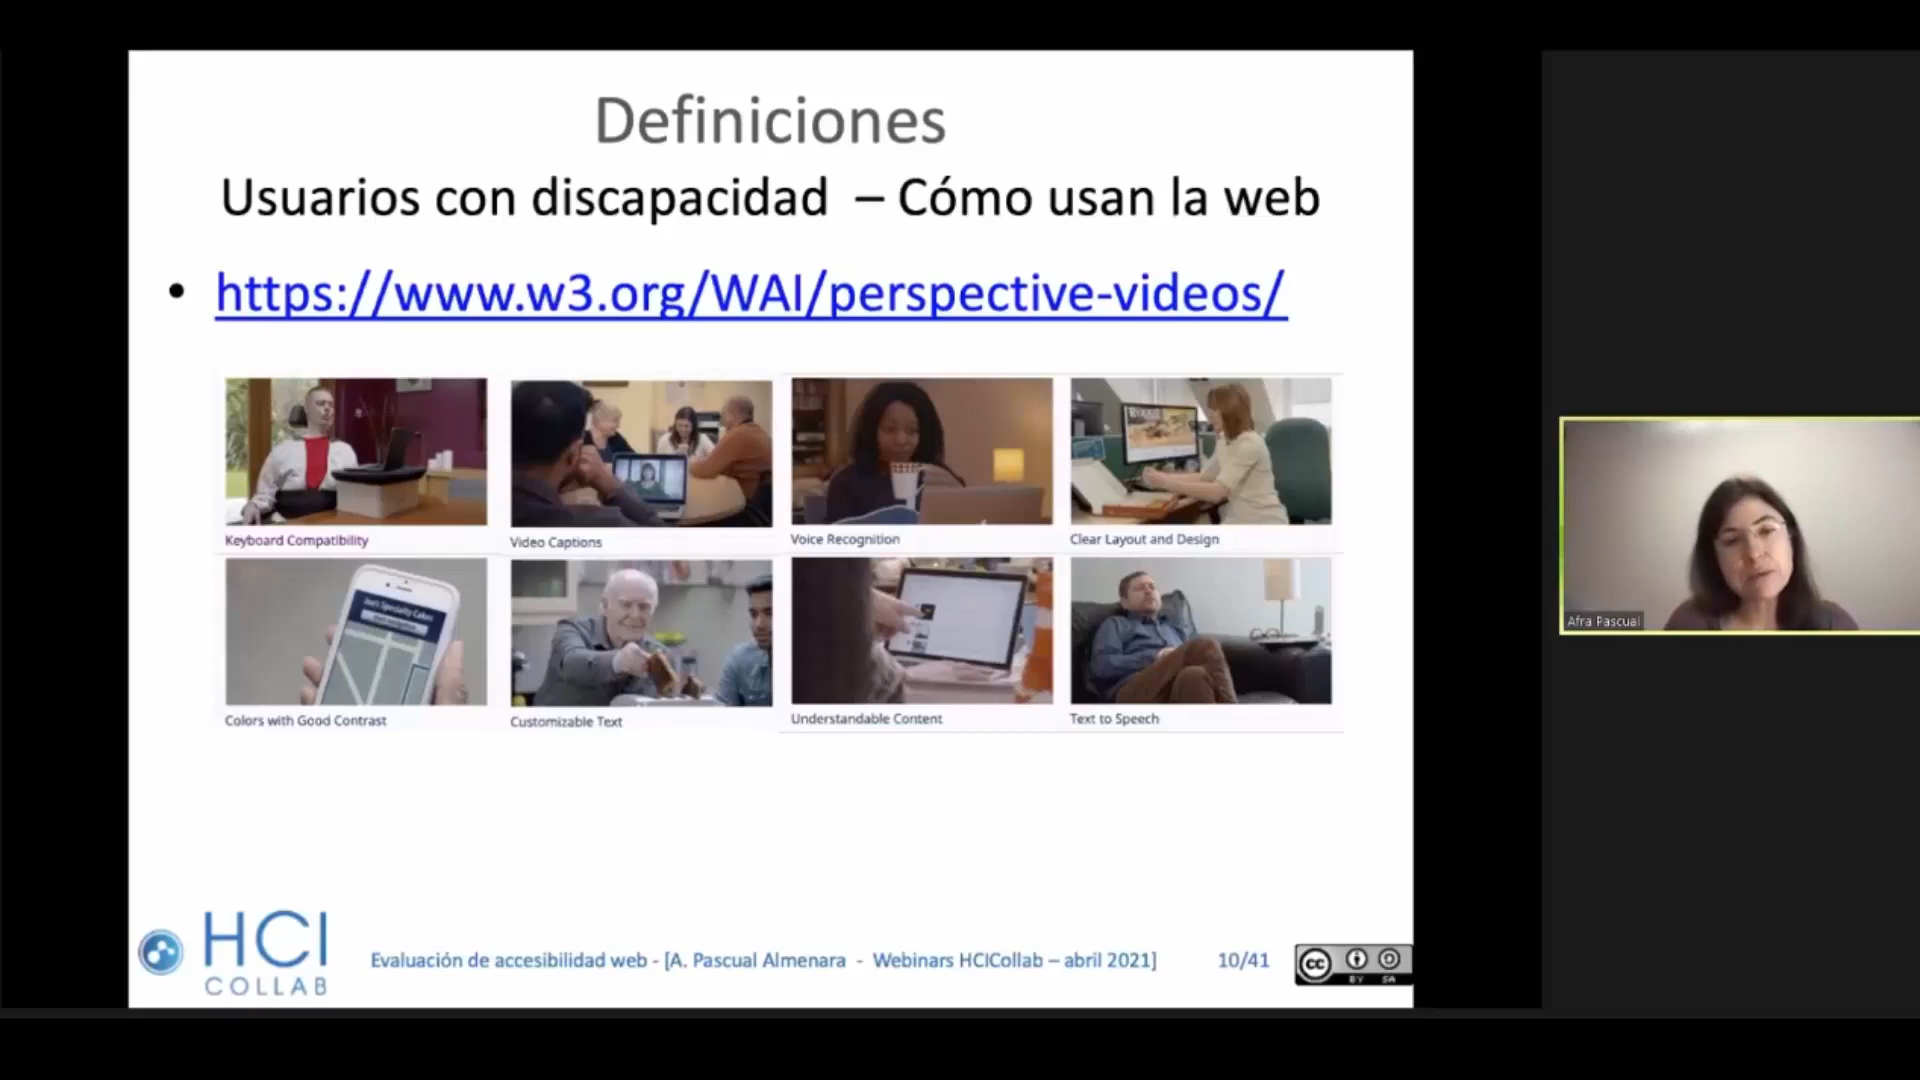 Definiciones
Usuarios con discapacidad – Cómo usan la web
• https://www.w3.org/WAI/perspective-videos/
Keyboard Compatibility
Video Captions
Voice Recognition
Clear Layout and Design
Colors with Good Contrast
Customizable Text
Understandable Content
Text to Speech
Afra Pascual
HCI
COLLAB
Evaluación de accesibilidad web - [A. Pascual Almenara - Webinars HCICollab – abril 2021]
10/41
cc
BY SA